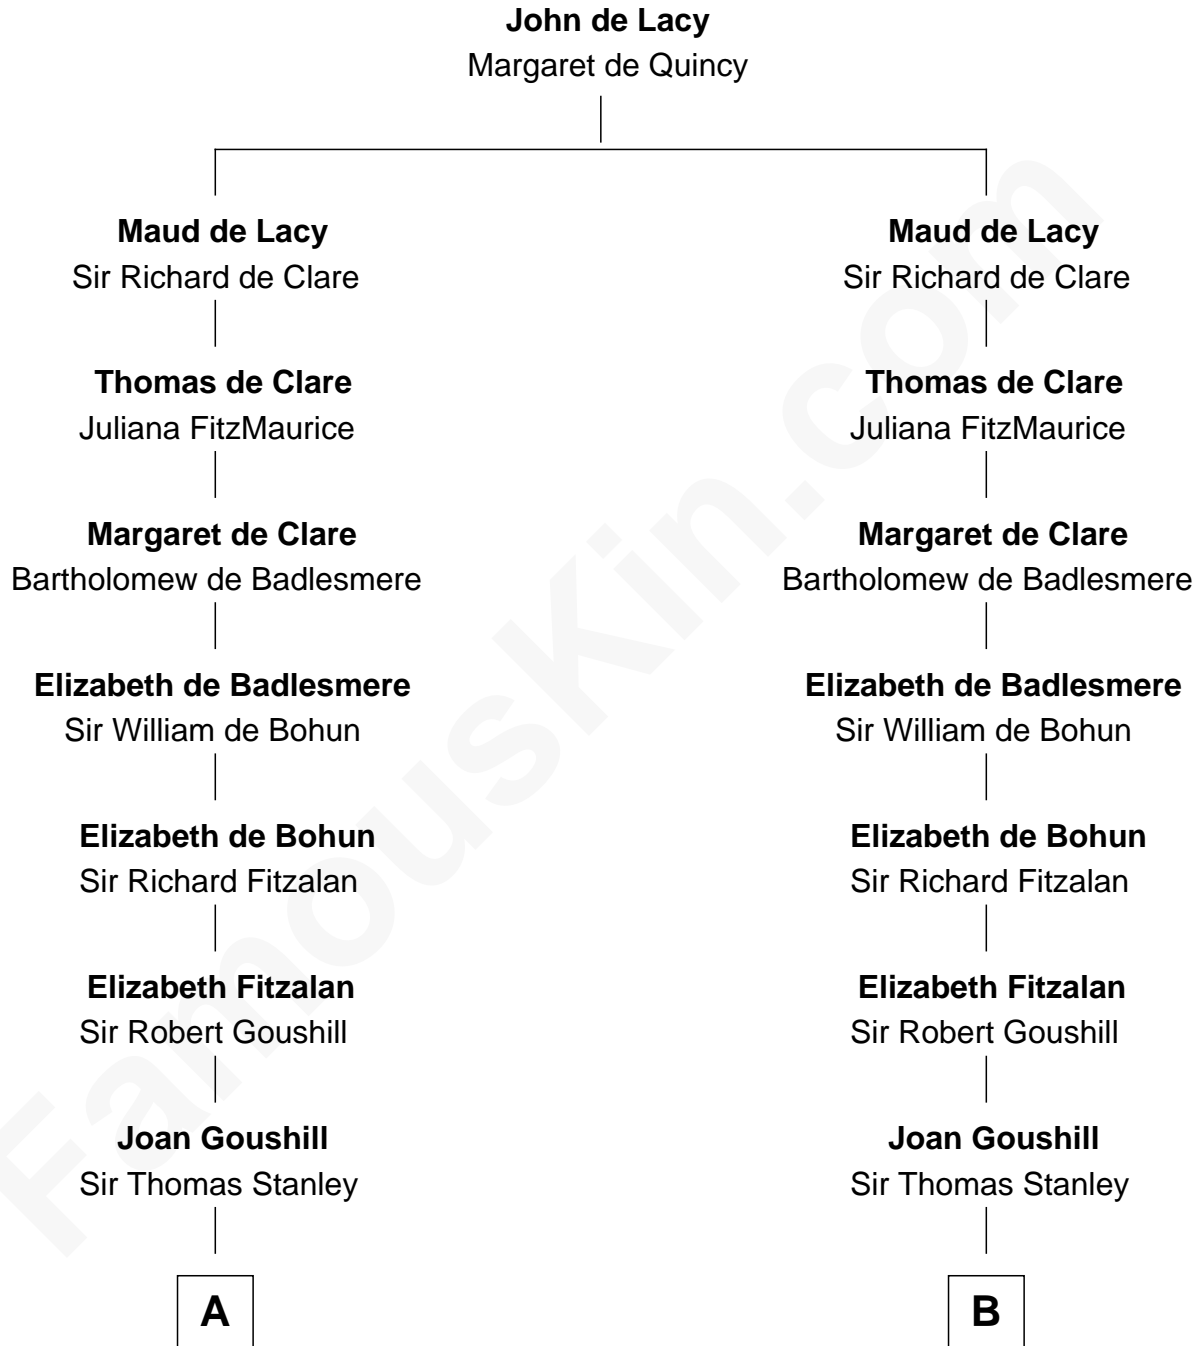 John de Lacy
Margaret de Quincy
Maud de Lacy
Sir Richard de Clare
Maud de Lacy
Sir Richard de Clare
Thomas de Clare
Juliana FitzMaurice
Thomas de Clare
Juliana FitzMaurice
Margaret de Clare
Bartholomew de Badlesmere
Margaret de Clare
Bartholomew de Badlesmere
Elizabeth de Badlesmere
Sir William de Bohun
Elizabeth de Badlesmere
Sir William de Bohun
Elizabeth de Bohun
Sir Richard Fitzalan
Elizabeth de Bohun
Sir Richard Fitzalan
Elizabeth Fitzalan
Sir Robert Goushill
Elizabeth Fitzalan
Sir Robert Goushill
Joan Goushill
Sir Thomas Stanley
Joan Goushill
Sir Thomas Stanley
A
B
FamousKin.com